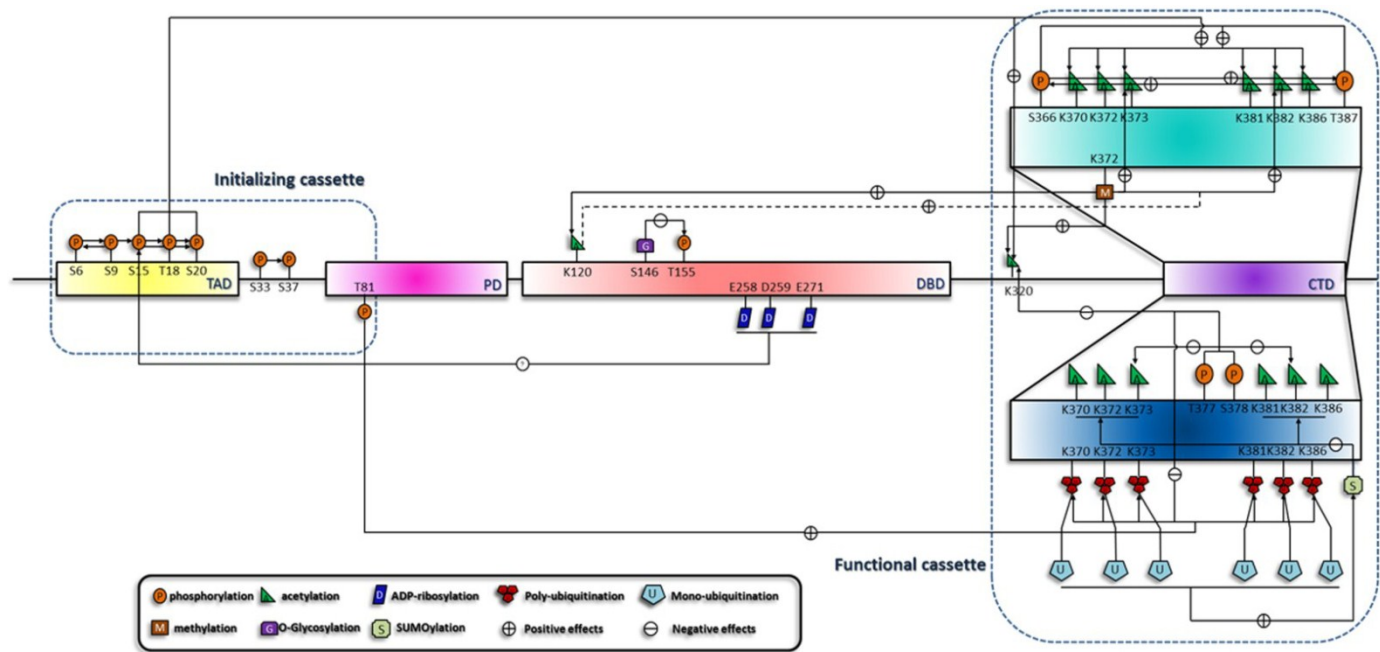 P P
S366 K370 K372 K373 K381 K382 K386 T387
K372
M
Initializing cassette
P P P P P
S6 S9 S15 T18 S20
TAD
P P
S33 S37
T81
PD
P
G P
K120 S146 T155
E258 D259 E271
DBD
D D D
K320
CTD
?
P P
K370 K372 K373 T377 S378 K381 K382 K386
K370 K372 K373 K381 K382 K386
S
U U U U U U
Functional cassette
P phosphorylation acetylation D ADP-ribosylation Poly-ubiquitination U Mono-ubiquitination
M methylation G O-Glycosylation S SUMOylation Positive effects Negative effects